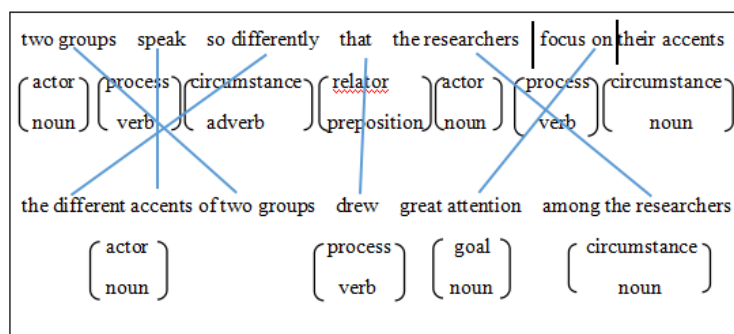 two groups speak so differently that the researchers focus on their accents
actor process circumstance relator actor process circumstance
noun verb adverb preposition noun verb noun
the different accents of two groups drew great attention among the researchers
actor process goal circumstance
noun verb noun noun